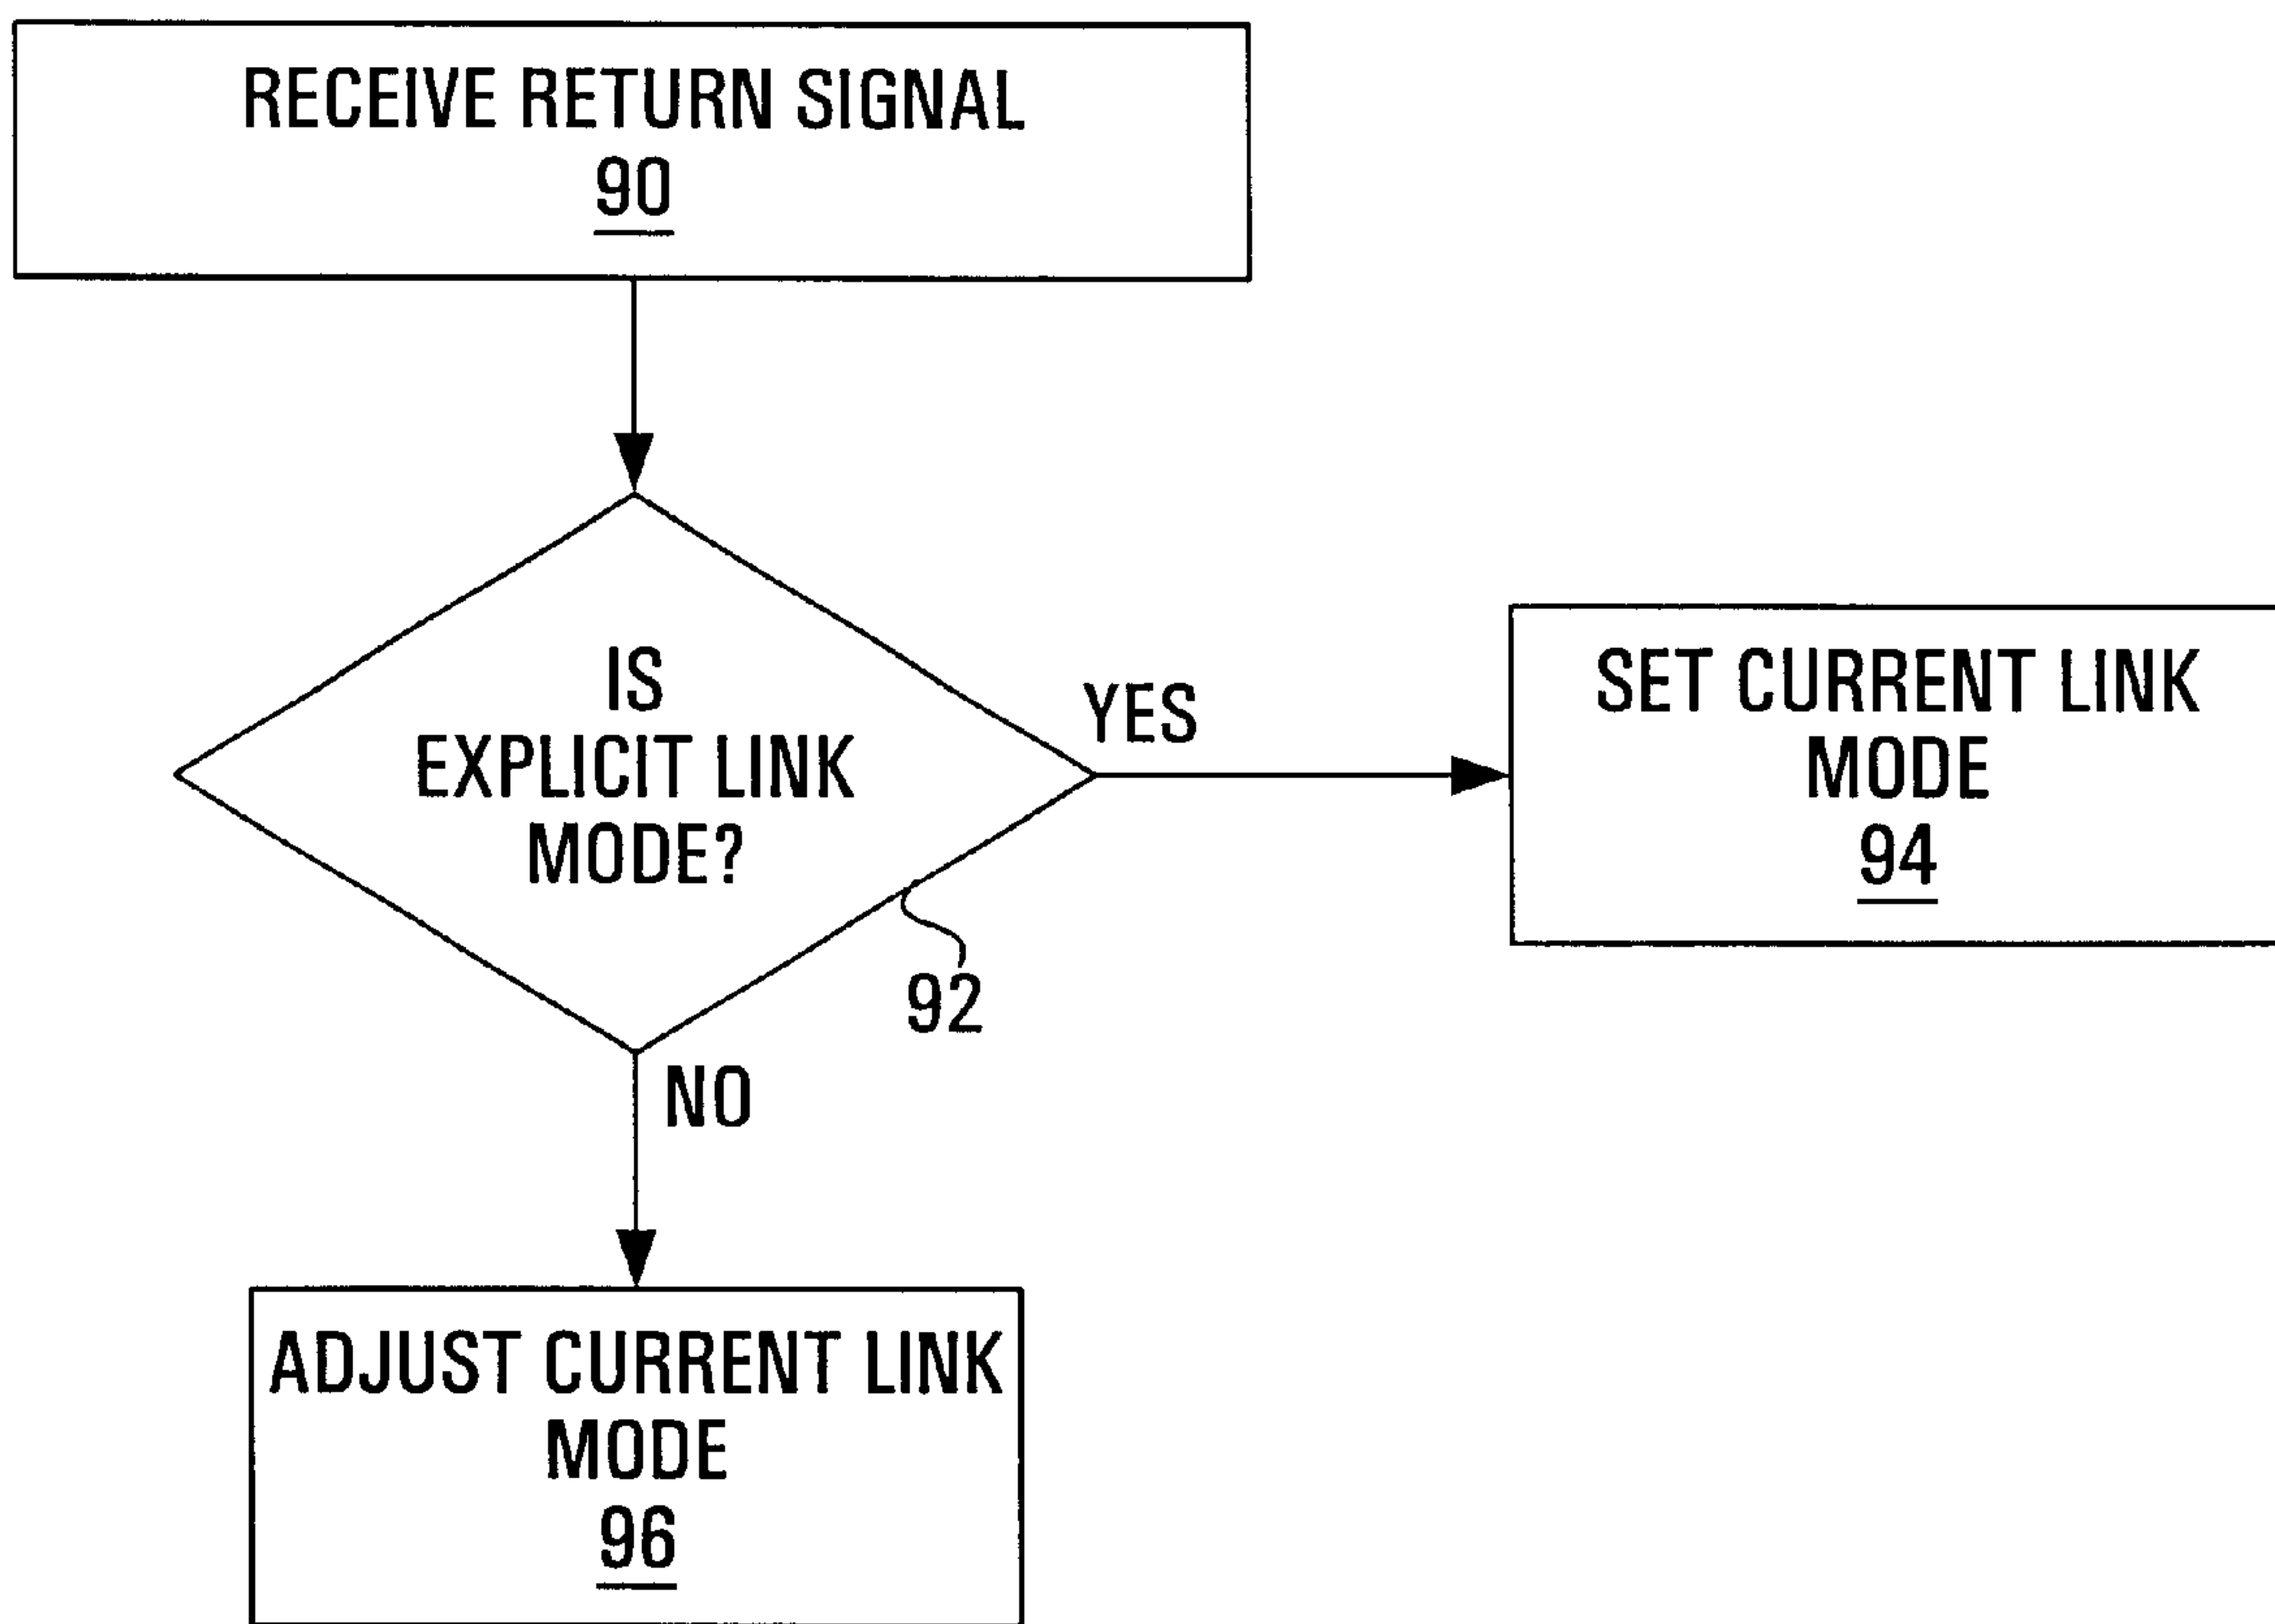 RECEIVE RETURN SIGNAL
90
IS
EXPLICIT LINK
MODE?
92
YES
SET CURRENT LINK
MODE
94
NO
ADJUST CURRENT LINK
MODE
96